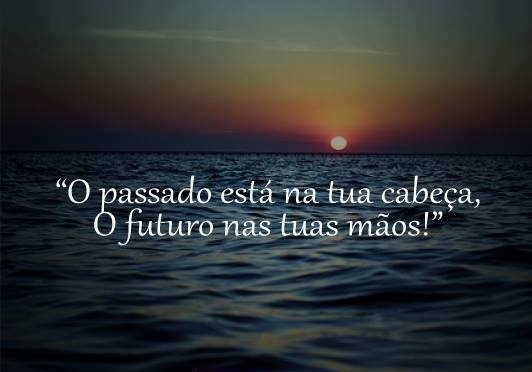 “O passado está na tua cabeça,
O futuro nas tuas mãos!”